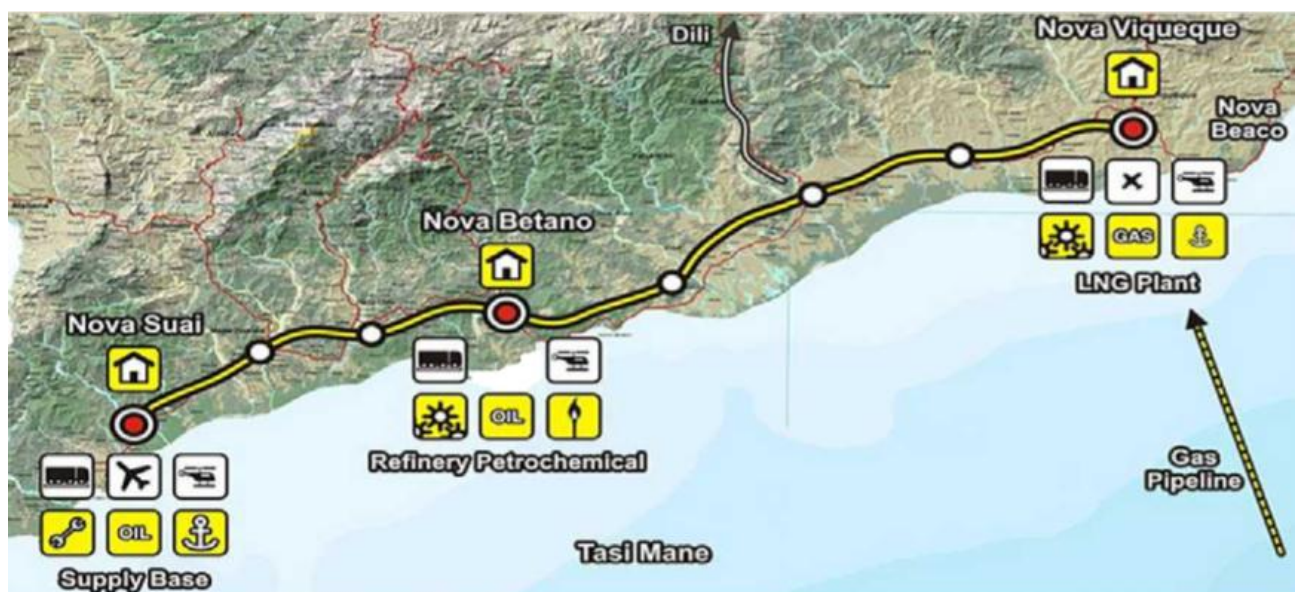 Dili
Nova Viqueque
Nova
Beaco
GAS
LNG Plant
Nova Betano
OIL
Refinery Petrochemical
Nova Suai
OIL
Supply Base
Gas
Pipeline
Tasi Mane